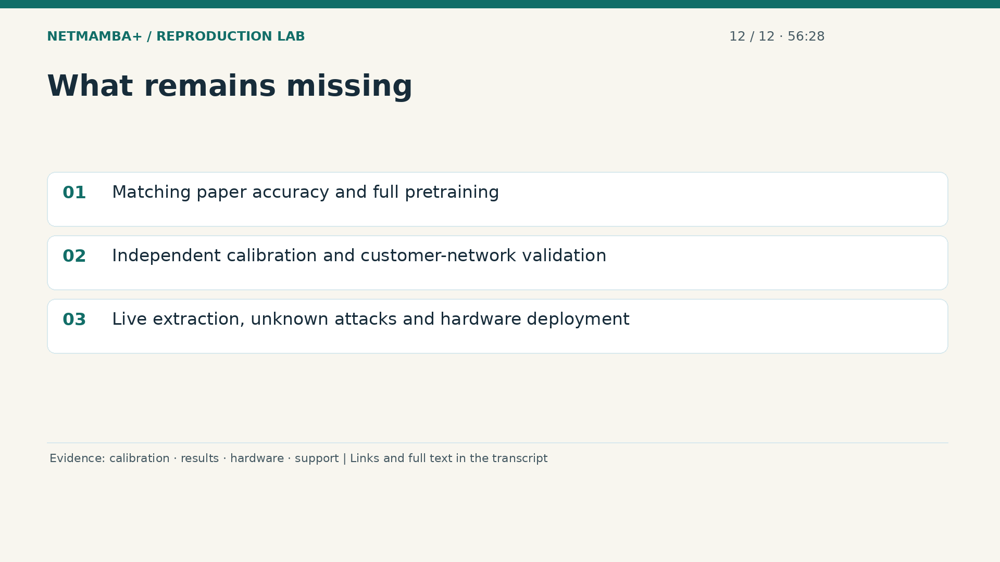 NETMAMBA+ / REPRODUCTION LAB
12 / 12 · 56:28
What remains missing
01 Matching paper accuracy and full pretraining
02 Independent calibration and customer-network validation
03 Live extraction, unknown attacks and hardware deployment
Evidence: calibration · results · hardware · support | Links and full text in the transcript